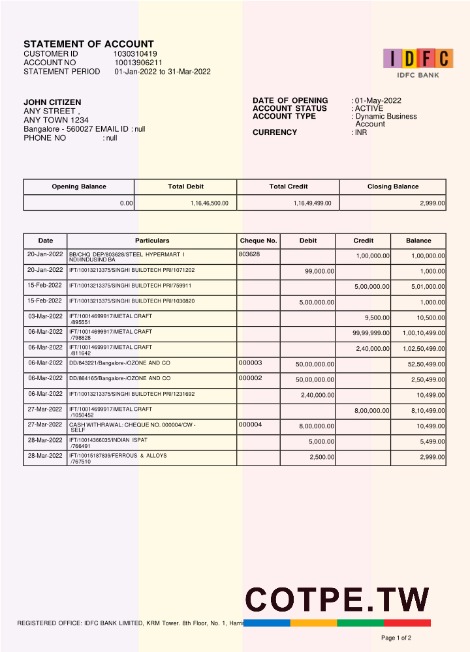 STATEMENT OF ACCOUNT
CUSTOMER ID 1030310419
ACCOUNT NO 10013906211
STATEMENT PERIOD 01-Jan-2022 to 31-Mar-2022
IDFC
IDFC BANK
JOHN CITIZEN
ANY STREET ,
ANY TOWN 1234
Bangalore - 560027 EMAIL ID : null
PHONE NO : null
DATE OF OPENING : 01-May-2022
ACCOUNT STATUS : ACTIVE
ACCOUNT TYPE : Dynamic Business
Account
CURRENCY : INR
Opening Balance Total Debit Total Credit Closing Balance
0.00 1,16,46,500.00 1,16,49,499.00 2,999.00
Date Particulars Cheque No. Debit Credit Balance
20-Jan-2022 BB/CHQ DEP/803628/STEEL HYPERMART I 803628 1,00,000.00 1,00,000.00
ND/INDUSIND BA
20-Jan-2022 IFT/10013213375/SINGHI BUILDTECH PRI/1071202 99,000.00 1,000.00
15-Feb-2022 IFT/10013213375/SINGHI BUILDTECH PRI/759911 5,00,000.00 5,01,000.00
15-Feb-2022 IFT/10013213375/SINGHI BUILDTECH PRI/1030820 5,00,000.00 1,000.00
03-Mar-2022 IFT/10014699917/METAL CRAFT 9,500.00 10,500.00
/895551
06-Mar-2022 IFT/10014699917/METAL CRAFT 99,99,999.00 1,00,10,499.00
/798828
06-Mar-2022 IFT/10014699917/METAL CRAFT 2,40,000.00 1,02,50,499.00
/811942
06-Mar-2022 DD/843221/Bangalore-/OZONE AND CO 000003 50,00,000.00 52,50,499.00
06-Mar-2022 DD/864165/Bangalore-/OZONE AND CO 000002 50,00,000.00 2,50,499.00
06-Mar-2022 IFT/10013213375/SINGHI BUILDTECH PRI/1231692 2,40,000.00 10,499.00
27-Mar-2022 IFT/10014699917/METAL CRAFT 8,00,000.00 8,10,499.00
/1050452
27-Mar-2022 CASH WITHRAWAL: CHEQUE NO. 000004/CW - 000004 8,00,000.00 10,499.00
SELF
28-Mar-2022 IFT/10014366035/INDIAN ISPAT 5,000.00 5,499.00
/766491
28-Mar-2022 IFT/10015187839/FERROUS & ALLOYS 2,500.00 2,999.00
/767510
COTPE.TW
REGISTERED OFFICE: IDFC BANK LIMITED, KRM Tower. 8th Floor, No. 1, Harri
Page 1 of 2